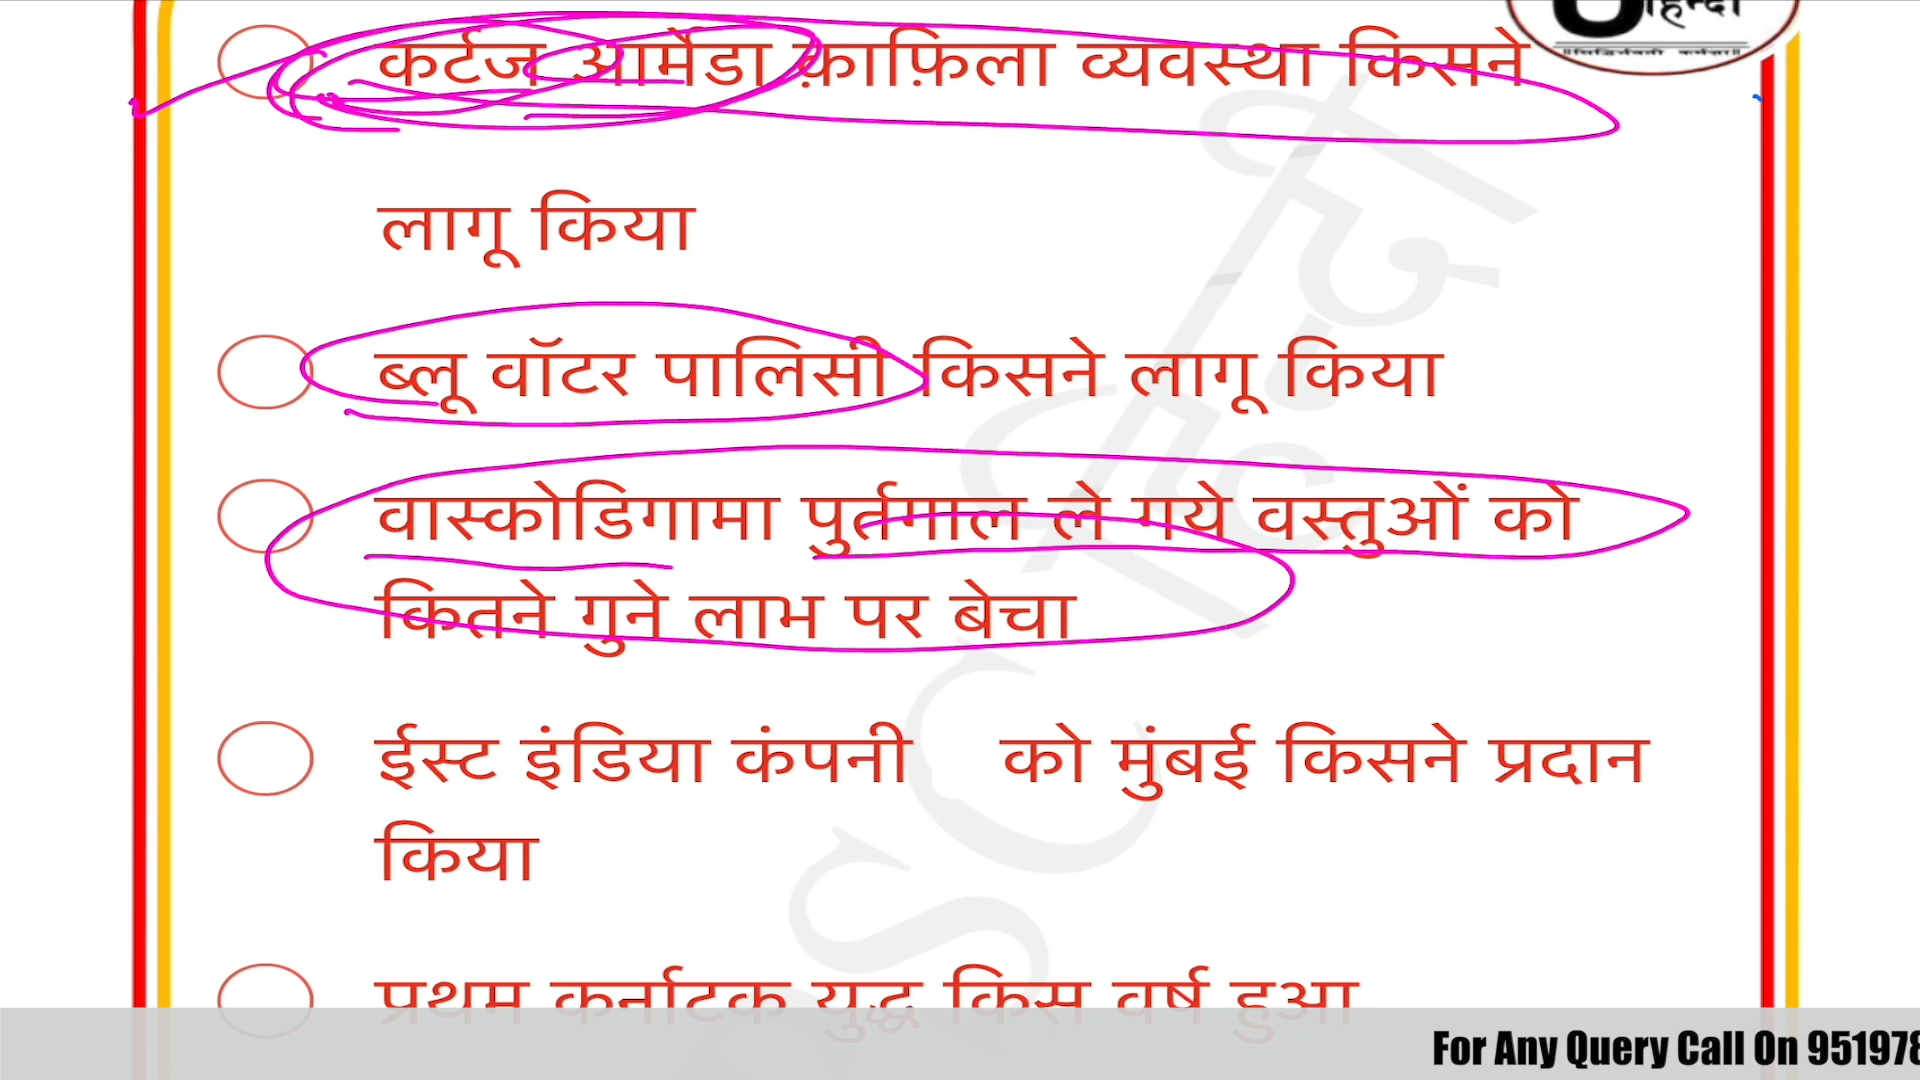 हिन्दी
कर्टज आर्मेडा क़ाफ़िला व्यवस्था किसने
लागू किया
ब्लू वॉटर पालिसी किसने लागू किया
वास्कोडिगामा पुर्तगाल ले गये वस्तुओं को
कितने गुने लाभ पर बेचा
ईस्ट इंडिया कंपनी को मुंबई किसने प्रदान
किया
प्रथम कर्नाटक युद्ध किस वर्ष हुआ
For Any Query Call On 951978